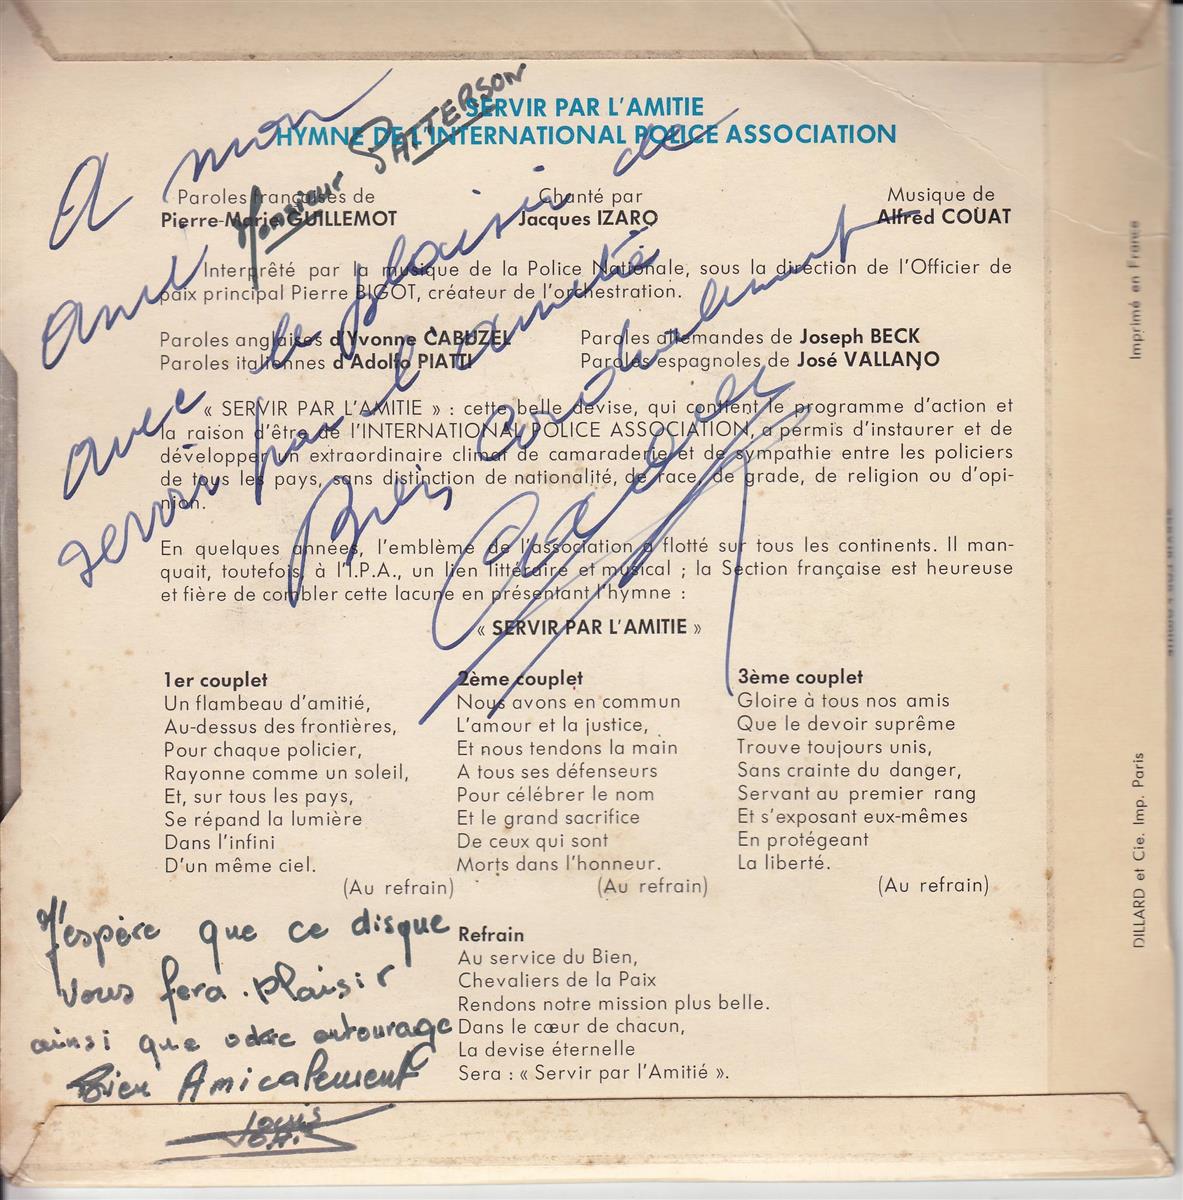 SERVIR PAR L'AMITIE
HYMNE DE L'INTERNATIONAL POLICE ASSOCIATION
A mon
ami Monsieur PATTERSON
avec le plaisir de
servir par l'amitié
Bien Cordialement
Paroles françaises de
Pierre-Marie GUILLEMOT
Chanté par
Jacques IZARO
Musique de
Alfred COUAT
Interprêté par la musique de la Police Nationale, sous la direction de l'Officier de
paix principal Pierre BIGOT, créateur de l'orchestration.
Paroles anglaises d'Yvonne CABUZEL
Paroles italiennes d'Adolfo PIATTI
Paroles allemandes de Joseph BECK
Paroles espagnoles de José VALLANO
« SERVIR PAR L'AMITIE » : cette belle devise, qui contient le programme d'action et
la raison d'être de l'INTERNATIONAL POLICE ASSOCIATION, a permis d'instaurer et de
développer un extraordinaire climat de camaraderie et de sympathie entre les policiers
de tous les pays, sans distinction de nationalité, de race, de grade, de religion ou d'opi-
nion.
En quelques années, l'emblème de l'association a flotté sur tous les continents. Il man-
quait, toutefois, à l'I.P.A., un lien littéraire et musical ; la Section française est heureuse
et fière de combler cette lacune en présentant l'hymne :
« SERVIR PAR L'AMITIE »
1er couplet
Un flambeau d'amitié,
Au-dessus des frontières,
Pour chaque policier,
Rayonne comme un soleil,
Et, sur tous les pays,
Se répand la lumière
Dans l'infini
D'un même ciel.
(Au refrain)
2ème couplet
Nous avons en commun
L'amour et la justice,
Et nous tendons la main
A tous ses défenseurs
Pour célébrer le nom
Et le grand sacrifice
De ceux qui sont
Morts dans l'honneur.
(Au refrain)
3ème couplet
Gloire à tous nos amis
Que le devoir suprême
Trouve toujours unis,
Sans crainte du danger,
Servant au premier rang
Et s'exposant eux-mêmes
En protégeant
La liberté.
(Au refrain)
Refrain
Au service du Bien,
Chevaliers de la Paix
Rendons notre mission plus belle.
Dans le cœur de chacun,
La devise éternelle
Sera : « Servir par l'Amitié ».
J'espère que ce disque
vous fera plaisir
ainsi que votre entourage
Bien Amicalement
Imprimé en France
DILLARD et Cie. Imp. Paris